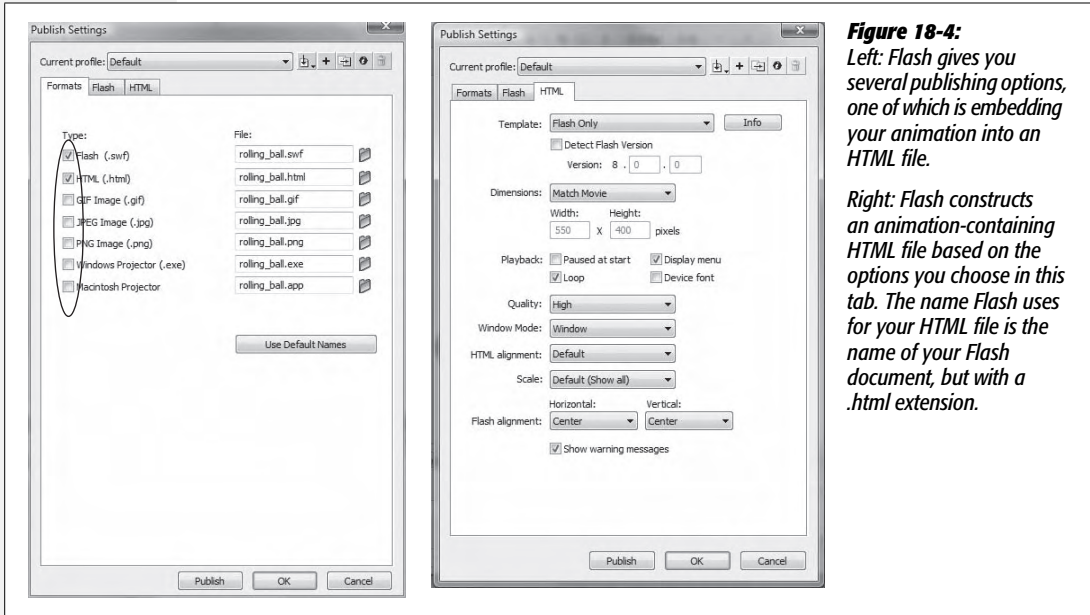 Publish Settings
Current profile: Default
Formats Flash HTML
Type: File:
Flash (.swf) rolling_ball.swf
HTML (.html) rolling_ball.html
GIF Image (.gif) rolling_ball.gif
JPEG Image (.jpg) rolling_ball.jpg
PNG Image (.png) rolling_ball.png
Windows Projector (.exe) rolling_ball.exe
Macintosh Projector rolling_ball.app
Use Default Names
Publish OK Cancel
Publish Settings
Current profile: Default
Formats Flash HTML
Template: Flash Only Info
Detect Flash Version
Version: 8 . 0 . 0
Dimensions: Match Movie
Width: Height:
550 X 400 pixels
Playback: Paused at start Display menu
Loop Device font
Quality: High
Window Mode: Window
HTML alignment: Default
Scale: Default (Show all)
Horizontal: Vertical:
Flash alignment: Center Center
Show warning messages
Publish OK Cancel
Figure 18-4:
Left: Flash gives you
several publishing options,
one of which is embedding
your animation into an
HTML file.
Right: Flash constructs
an animation-containing
HTML file based on the
options you choose in this
tab. The name Flash uses
for your HTML file is the
name of your Flash
document, but with a
.html extension.